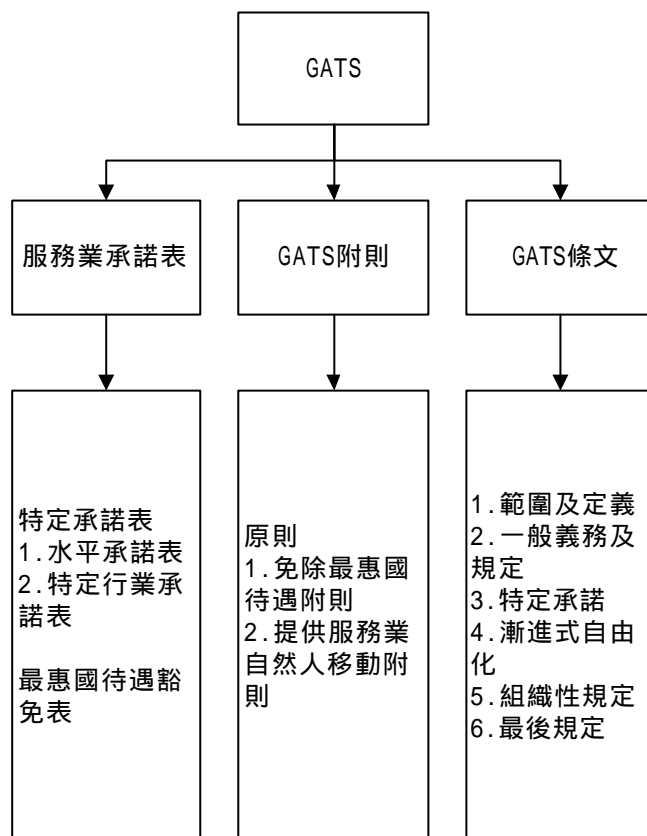 GATS
服務業承諾表
GATS附則
GATS條文
特定承諾表
1.水平承諾表
2.特定行業承
諾表
最惠國待遇豁
免表
原則
1.免除最惠國
待遇附則
2.提供服務業
自然人移動附
則
1.範圍及定義
2.一般義務及
規定
3.特定承諾
4.漸進式自由
化
5.組織性規定
6.最後規定